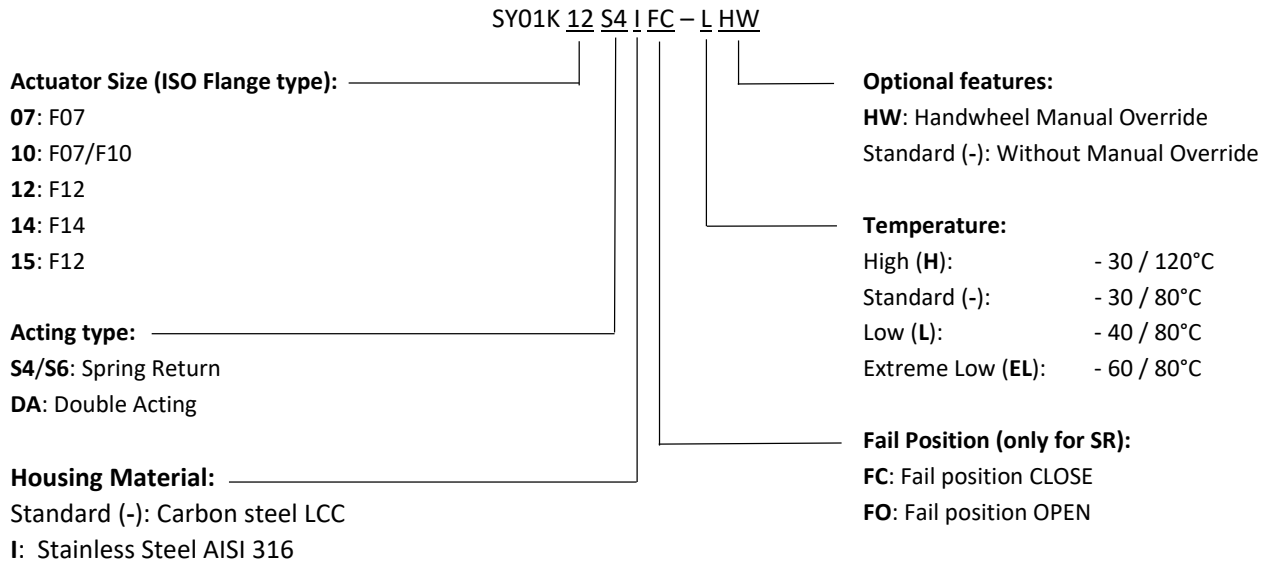 SY01K 12 S4 I FC – L HW
Actuator Size (ISO Flange type):
07: F07
10: F07/F10
12: F12
14: F14
15: F12
Acting type:
S4/S6: Spring Return
DA: Double Acting
Housing Material:
Standard (-): Carbon steel LCC
I: Stainless Steel AISI 316
Optional features:
HW: Handwheel Manual Override
Standard (-): Without Manual Override
Temperature:
High (H): - 30 / 120°C
Standard (-): - 30 / 80°C
Low (L): - 40 / 80°C
Extreme Low (EL): - 60 / 80°C
Fail Position (only for SR):
FC: Fail position CLOSE
FO: Fail position OPEN